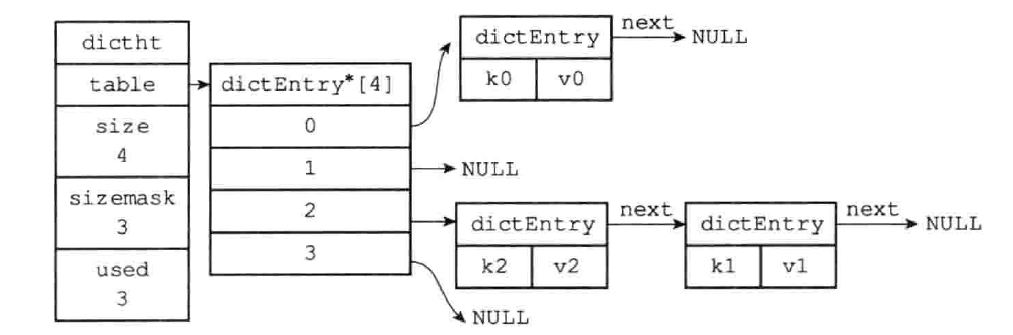 dictht
table
size
4
sizemask
3
used
3
dictEntry*[4]
0
1
2
3
dictEntry
k0 v0
next
NULL
NULL
dictEntry
k2 v2
next
dictEntry
k1 v1
next
NULL
NULL